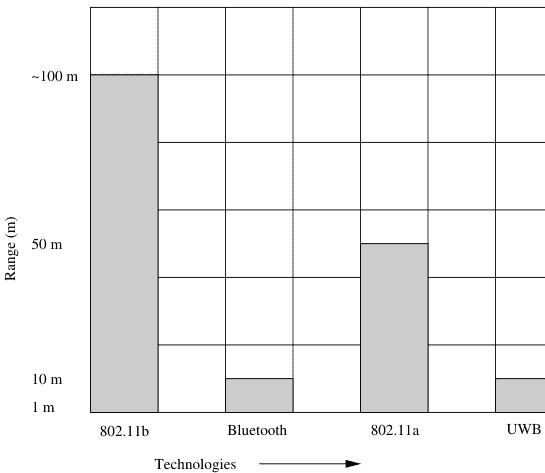 ~100 m
Range (m)
50 m
10 m
1 m
802.11b
Bluetooth
802.11a
UWB
Technologies